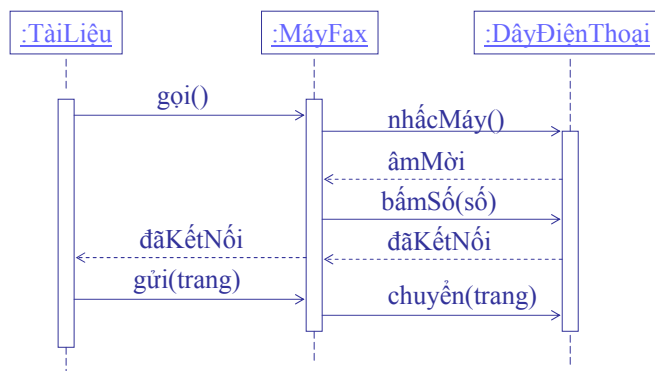 :TàiLiệu
:MáyFax
:DâyĐiệnThoại
gọi()
nhấcMáy()
âmMời
bấmSố(số)
đãKếtNối
đãKếtNối
gửi(trang)
chuyển(trang)